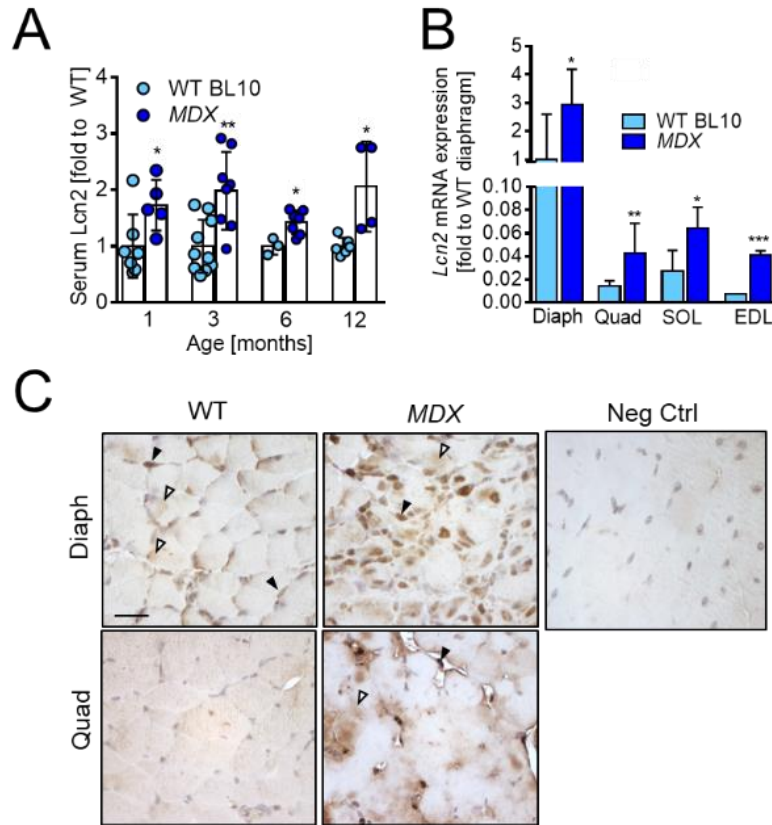 A
Serum Lcn2 [fold to WT]
4
3
2
1
0
WT BL10
MDX
*
**
*
*
1 3 6 12
Age [months]
B
Lcn2 mRNA expression
[fold to WT diaphragm]
5
4
3
2
1
0.10
0.08
0.06
0.04
0.02
0.00
*
WT BL10
MDX
**
*
***
Diaph Quad SOL EDL
C
WT MDX Neg Ctrl
Diaph
Quad